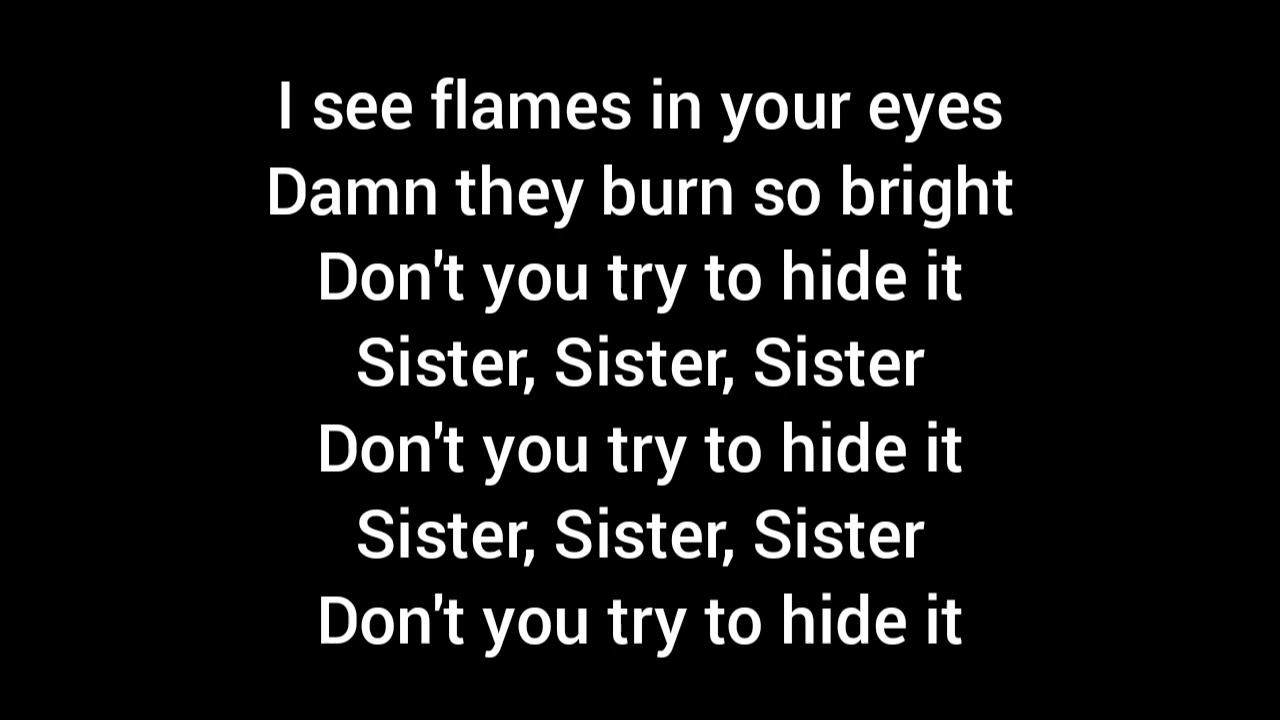 I see flames in your eyes
Damn they burn so bright
Don't you try to hide it
Sister, Sister, Sister
Don't you try to hide it
Sister, Sister, Sister
Don't you try to hide it